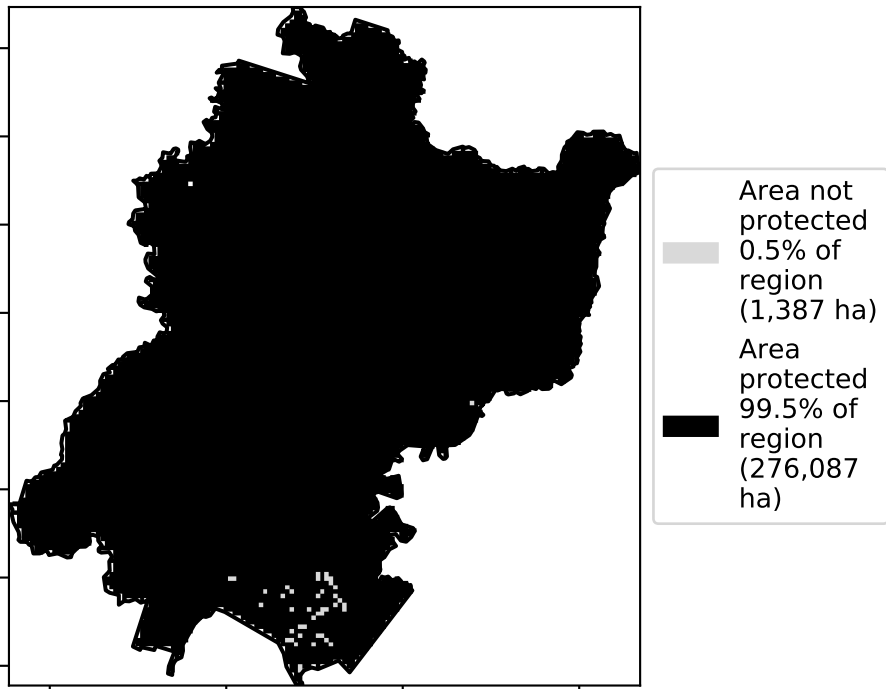 Area not
protected
0.5% of
region
(1,387 ha)
Area
protected
99.5% of
region
(276,087
ha)